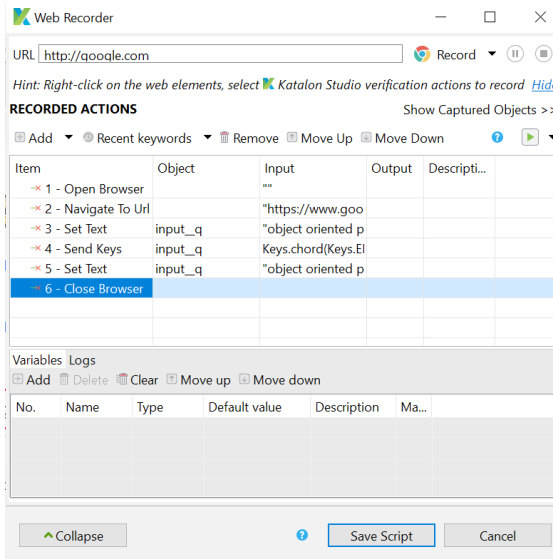 Web Recorder
URL http://google.com Record
Hint: Right-click on the web elements, select Katalon Studio verification actions to record Hide
RECORDED ACTIONS Show Captured Objects >>
Add Recent keywords Remove Move Up Move Down
Item Object Input Output Descripti...
1 - Open Browser ""
2 - Navigate To Url "https://www.goo
3 - Set Text input__q "object oriented p
4 - Send Keys input__q Keys.chord(Keys.E
5 - Set Text input__q "object oriented p
6 - Close Browser
Variables Logs
Add Delete Clear Move up Move down
No. Name Type Default value Description Ma...
Collapse Save Script Cancel